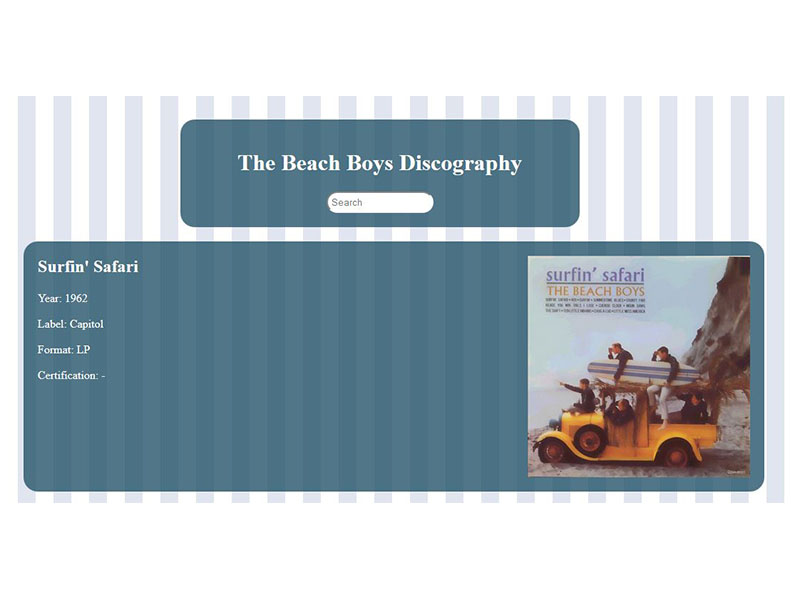 The Beach Boys Discography
Search
Surfin' Safari
Year: 1962
Label: Capitol
Format: LP
Certification: -
surfin' safari
THE BEACH BOYS